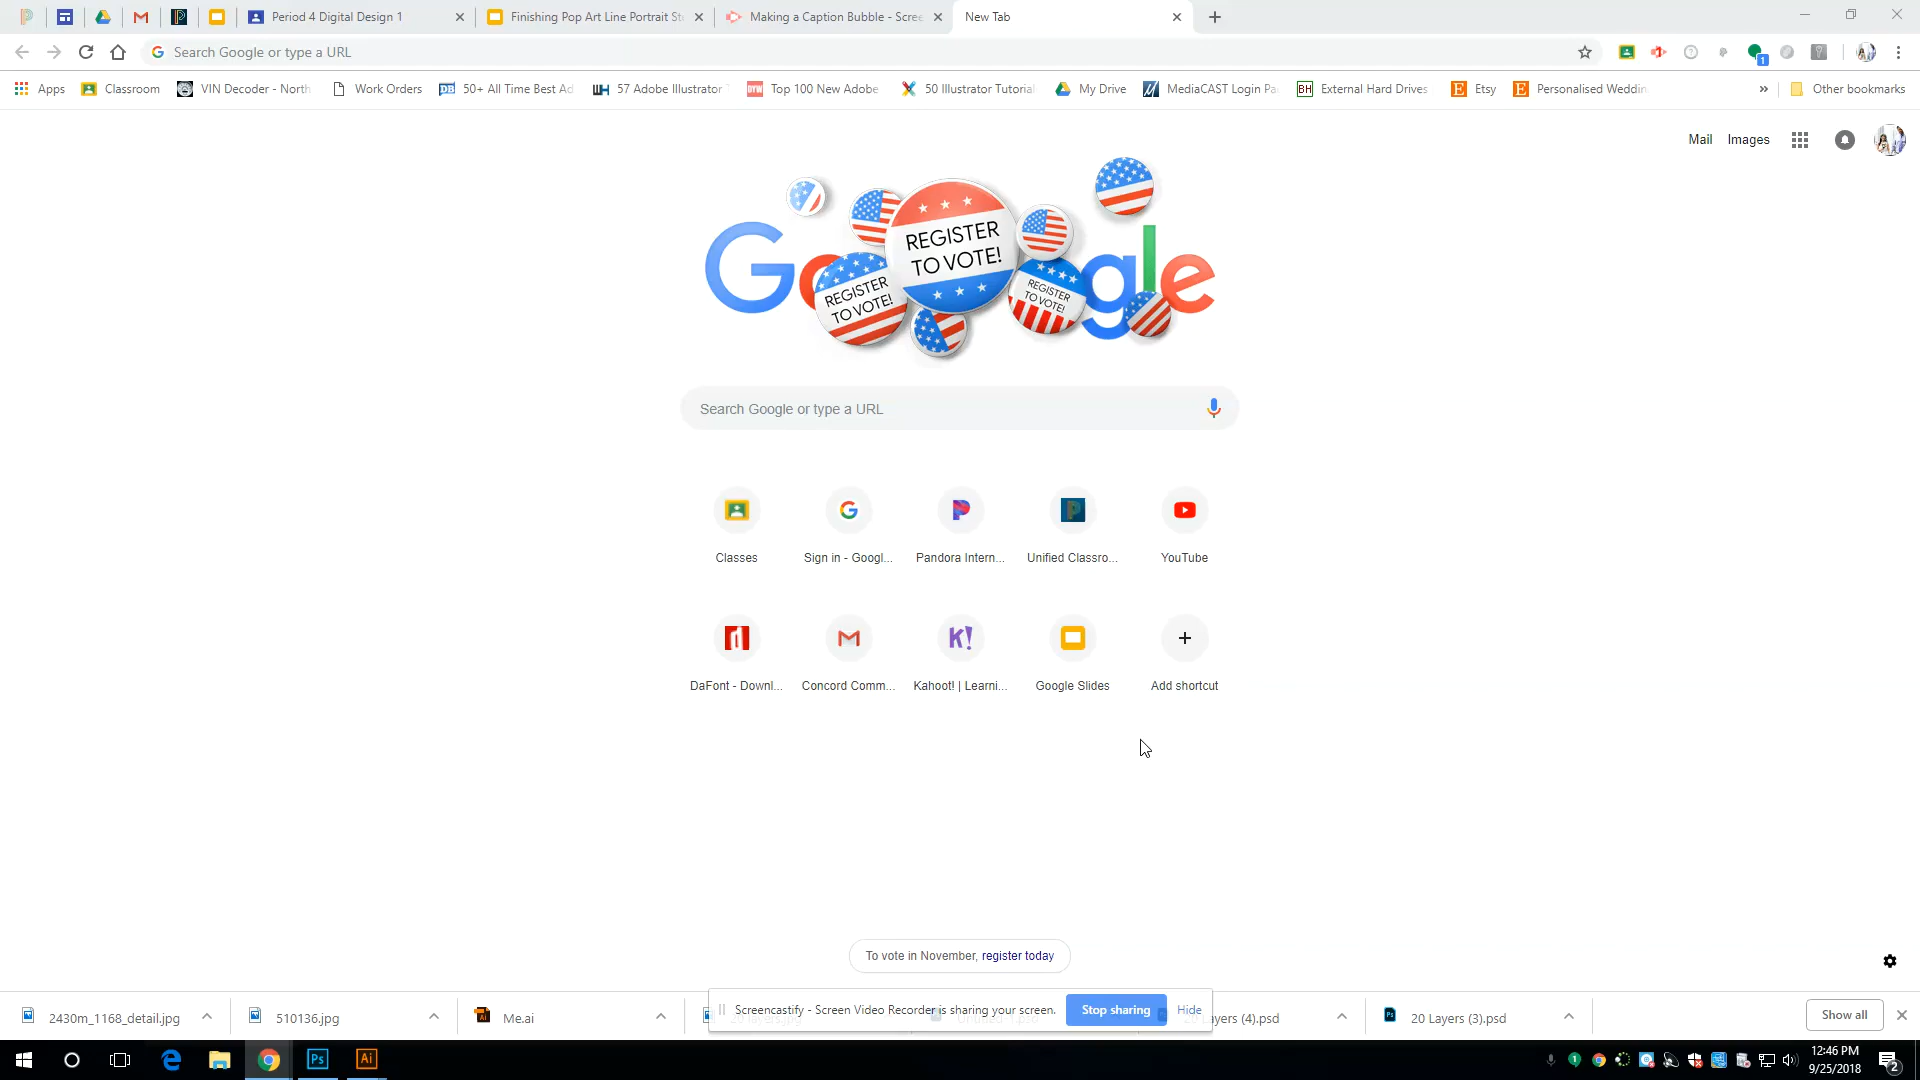 Period 4 Digital Design 1
Finishing Pop Art Line Portrait St
Making a Caption Bubble - Scree
New Tab
Search Google or type a URL
1
Apps
Classroom
VIN Decoder - North
Work Orders
50+ All Time Best Ad
57 Adobe Illustrator T
Top 100 New Adobe
50 Illustrator Tutorial
My Drive
MediaCAST Login Pa
BH
External Hard Drives
Etsy
Personalised Weddin
»
Other bookmarks
Mail
Images
Google
REGISTER
TO VOTE!
REGISTER
TO VOTE!
REGISTER
TO VOTE!
Search Google or type a URL
Classes
Sign in - Googl...
Pandora Intern...
Unified Classro...
YouTube
DaFont - Downl...
Concord Comm...
K!
Kahoot! | Learni...
Google Slides
Add shortcut
To vote in November, register today
2430m_1168_detail.jpg
510136.jpg
Me.ai
Screencastify - Screen Video Recorder is sharing your screen.
Stop sharing
Hide
yers (4).psd
20 Layers (3).psd
Show all
Ps
Ai
12:46 PM
9/25/2018
2